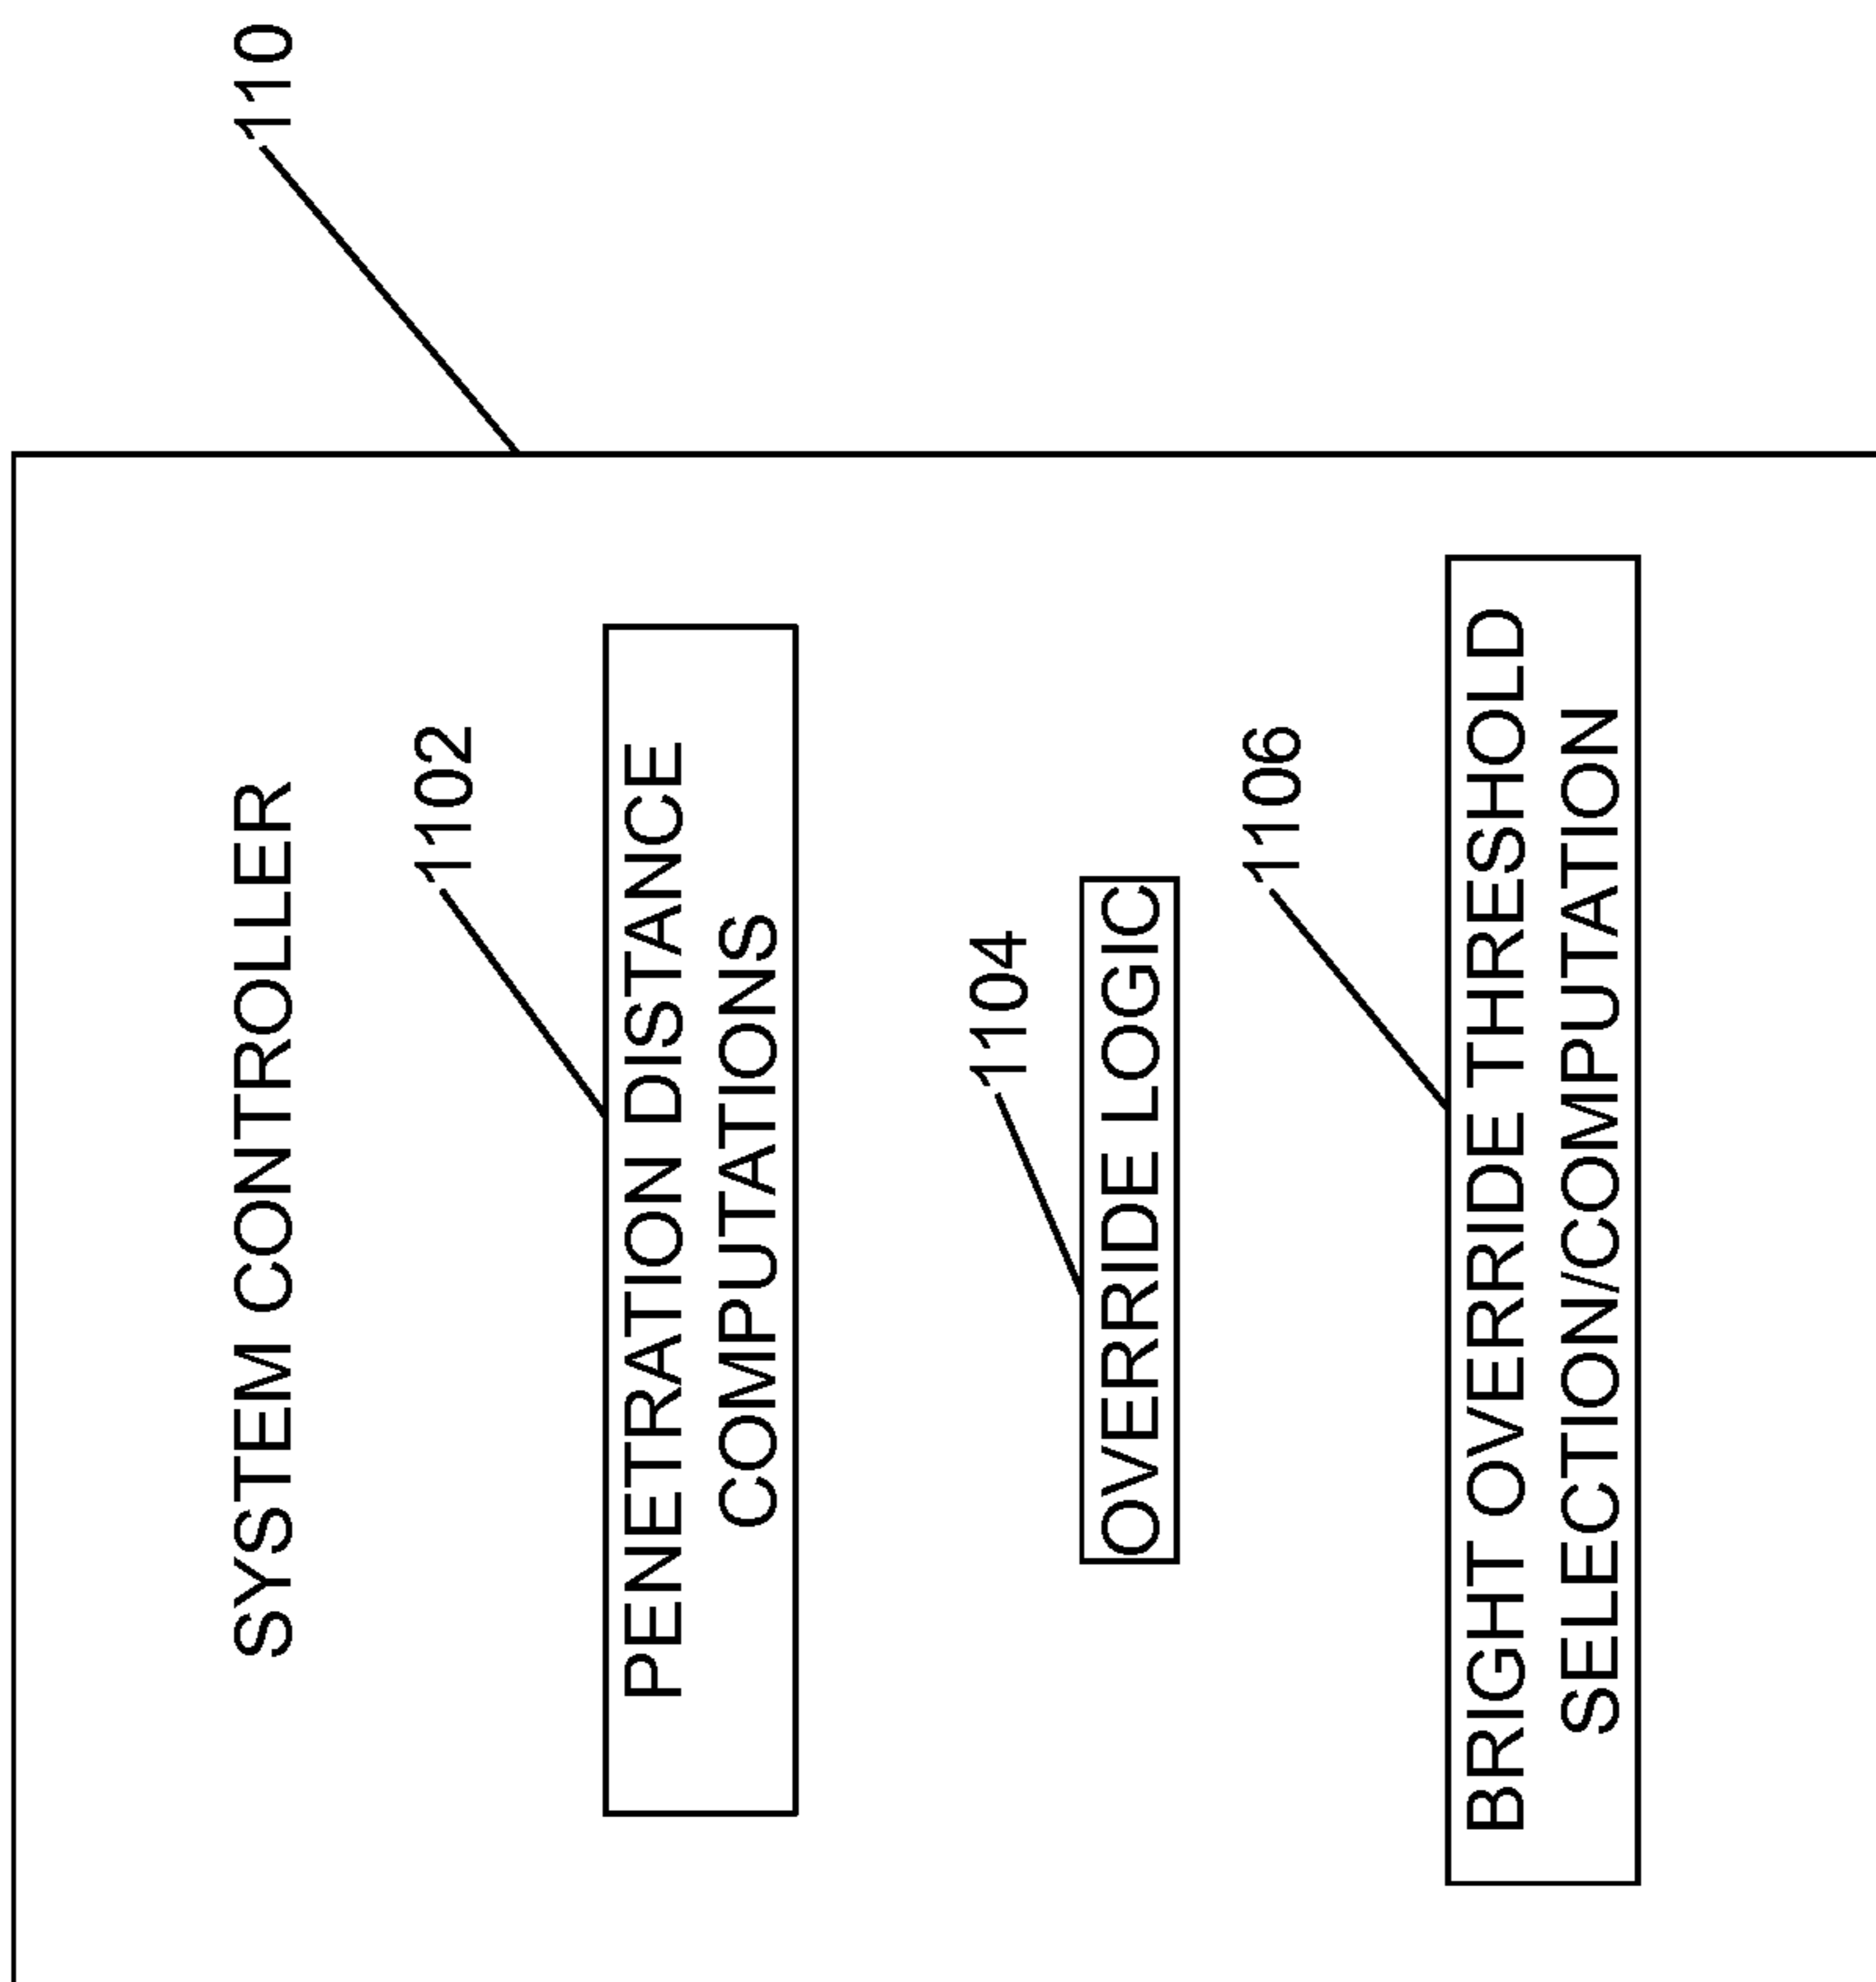 110
SYSTEM CONTROLLER
1102
PENETRATION DISTANCE
COMPUTATIONS
1104
OVERRIDE LOGIC
1106
BRIGHT OVERRIDE THRESHOLD
SELECTION/COMPUTATION